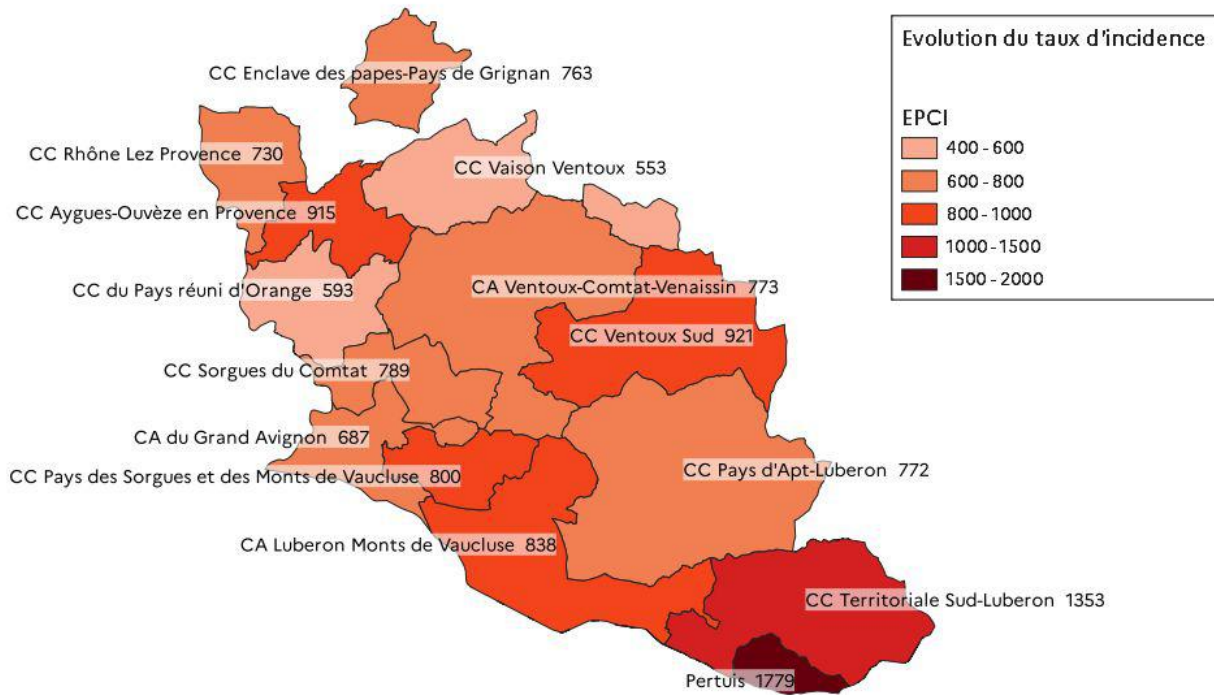 Evolution du taux d'incidence
EPCI
400 - 600
600 - 800
800 - 1000
1000 - 1500
1500 - 2000
CC Enclave des papes-Pays de Grignan 763
CC Rhône Lez Provence 730
CC Vaison Ventoux 553
CC Aygues-Ouvèze en Provence 915
CC du Pays réuni d'Orange 593
CA Ventoux-Comtat-Venaissin 773
CC Ventoux Sud 921
CC Sorgues du Comtat 789
CA du Grand Avignon 687
CC Pays d'Apt-Luberon 772
CC Pays des Sorgues et des Monts de Vaucluse 800
CA Luberon Monts de Vaucluse 838
CC Territoriale Sud-Luberon 1353
Pertuis 1779